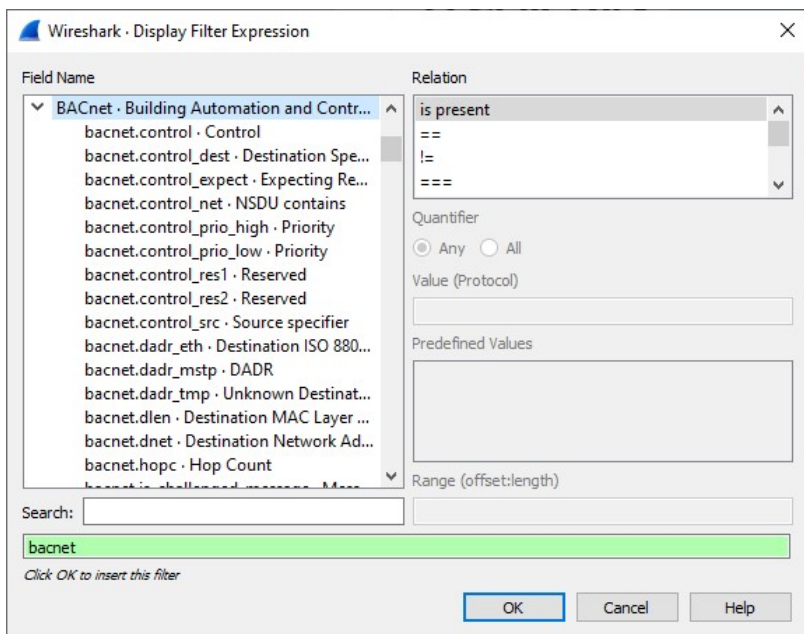 Wireshark · Display Filter Expression
Field Name
BACnet · Building Automation and Contr...
bacnet.control · Control
bacnet.control_dest · Destination Spe...
bacnet.control_expect · Expecting Re...
bacnet.control_net · NSDU contains
bacnet.control_prio_high · Priority
bacnet.control_prio_low · Priority
bacnet.control_res1 · Reserved
bacnet.control_res2 · Reserved
bacnet.control_src · Source specifier
bacnet.dadr_eth · Destination ISO 880...
bacnet.dadr_mstp · DADR
bacnet.dadr_tmp · Unknown Destinat...
bacnet.dlen · Destination MAC Layer ...
bacnet.dnet · Destination Network Ad...
bacnet.hopc · Hop Count
Search:
Relation
is present
==
!=
===
Quantifier
Any All
Value (Protocol)
Predefined Values
Range (offset:length)
bacnet
Click OK to insert this filter
OK Cancel Help